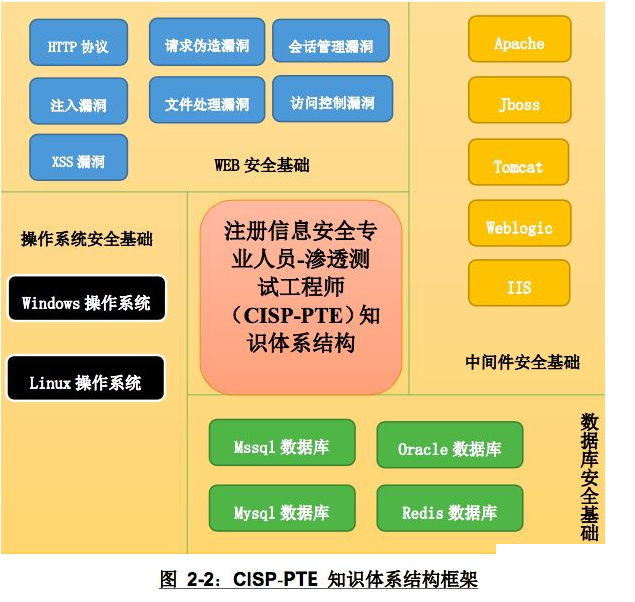 HTTP 协议
请求伪造漏洞
会话管理漏洞
注入漏洞
文件处理漏洞
访问控制漏洞
XSS 漏洞
WEB 安全基础
Apache
Jboss
Tomcat
Weblogic
IIS
中间件安全基础
操作系统安全基础
Windows 操作系统
Linux 操作系统
注册信息安全专
业人员-渗透测
试工程师
（CISP-PTE）知
识体系结构
Mssql 数据库
Oracle 数据库
Mysql 数据库
Redis 数据库
数据库安全基础
图 2-2：CISP-PTE 知识体系结构框架